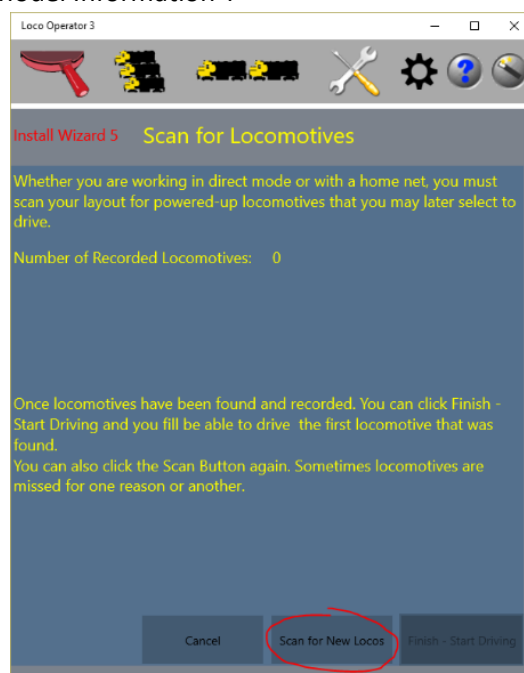 Loco Operator 3
Install Wizard 5 Scan for Locomotives
Whether you are working in direct mode or with a home net, you must
scan your layout for powered-up locomotives that you may later select to
drive.
Number of Recorded Locomotives: 0
Once locomotives have been found and recorded. You can click Finish -
Start Driving and you fill be able to drive the first locomotive that was
found.
You can also click the Scan Button again. Sometimes locomotives are
missed for one reason or another.
Cancel Scan for New Locos Finish - Start Driving